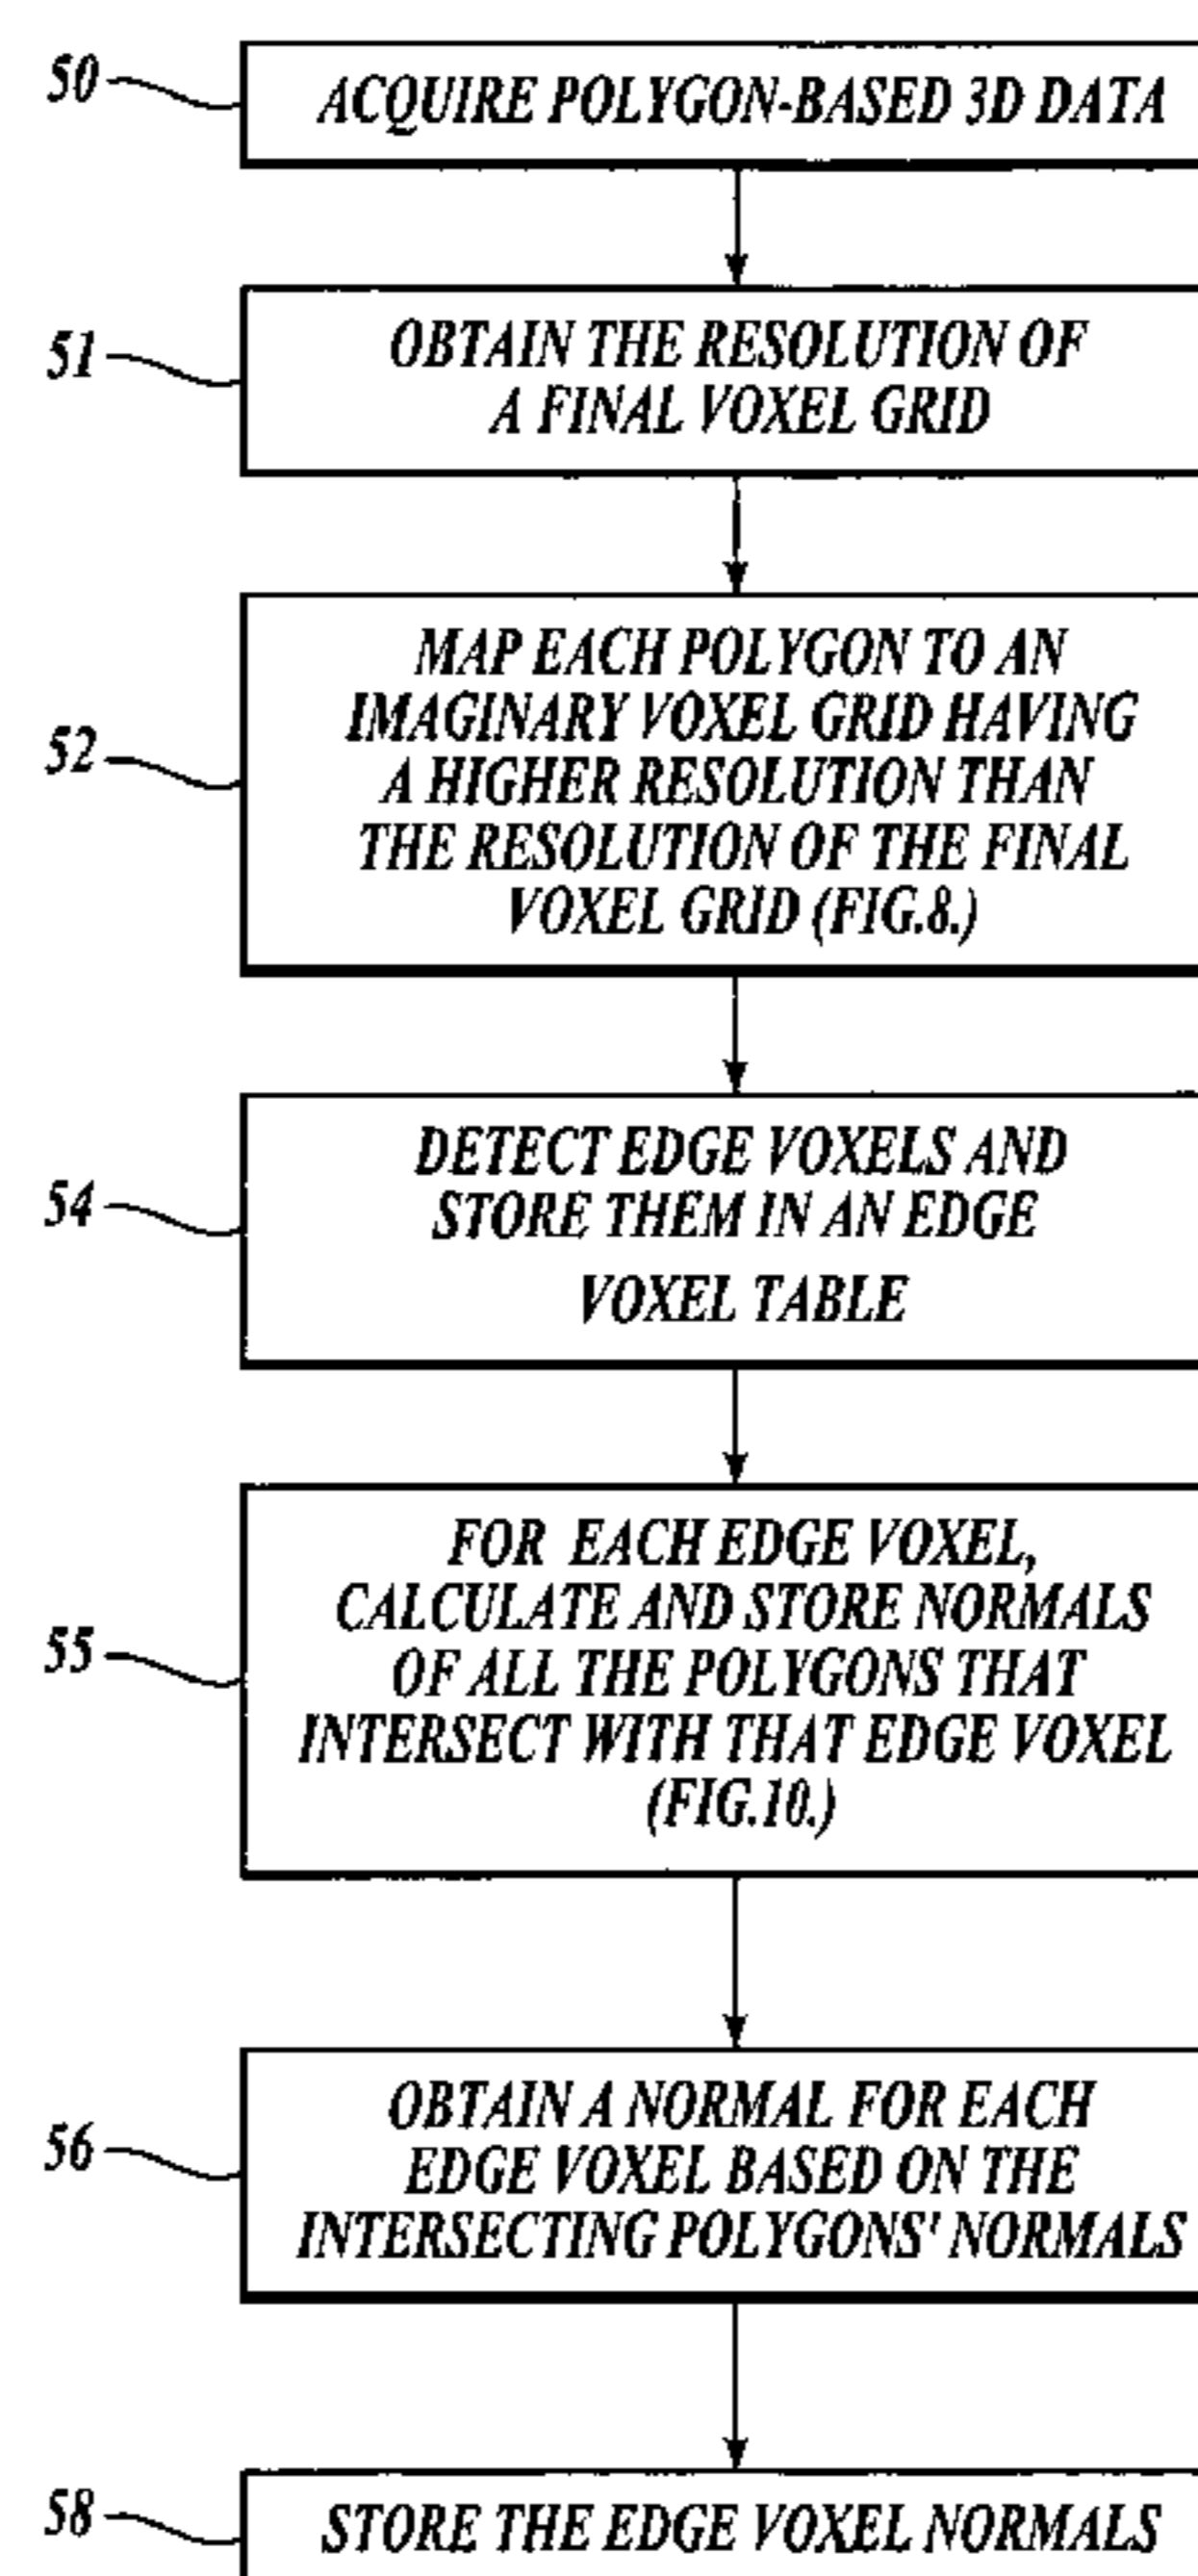 50
ACQUIRE POLYGON-BASED 3D DATA
51
OBTAIN THE RESOLUTION OF
A FINAL VOXEL GRID
52
MAP EACH POLYGON TO AN
IMAGINARY VOXEL GRID HAVING
A HIGHER RESOLUTION THAN
THE RESOLUTION OF THE FINAL
VOXEL GRID (FIG.8.)
54
DETECT EDGE VOXELS AND
STORE THEM IN AN EDGE
VOXEL TABLE
55
FOR EACH EDGE VOXEL,
CALCULATE AND STORE NORMALS
OF ALL THE POLYGONS THAT
INTERSECT WITH THAT EDGE VOXEL
(FIG.10.)
56
OBTAIN A NORMAL FOR EACH
EDGE VOXEL BASED ON THE
INTERSECTING POLYGONS' NORMALS
58
STORE THE EDGE VOXEL NORMALS